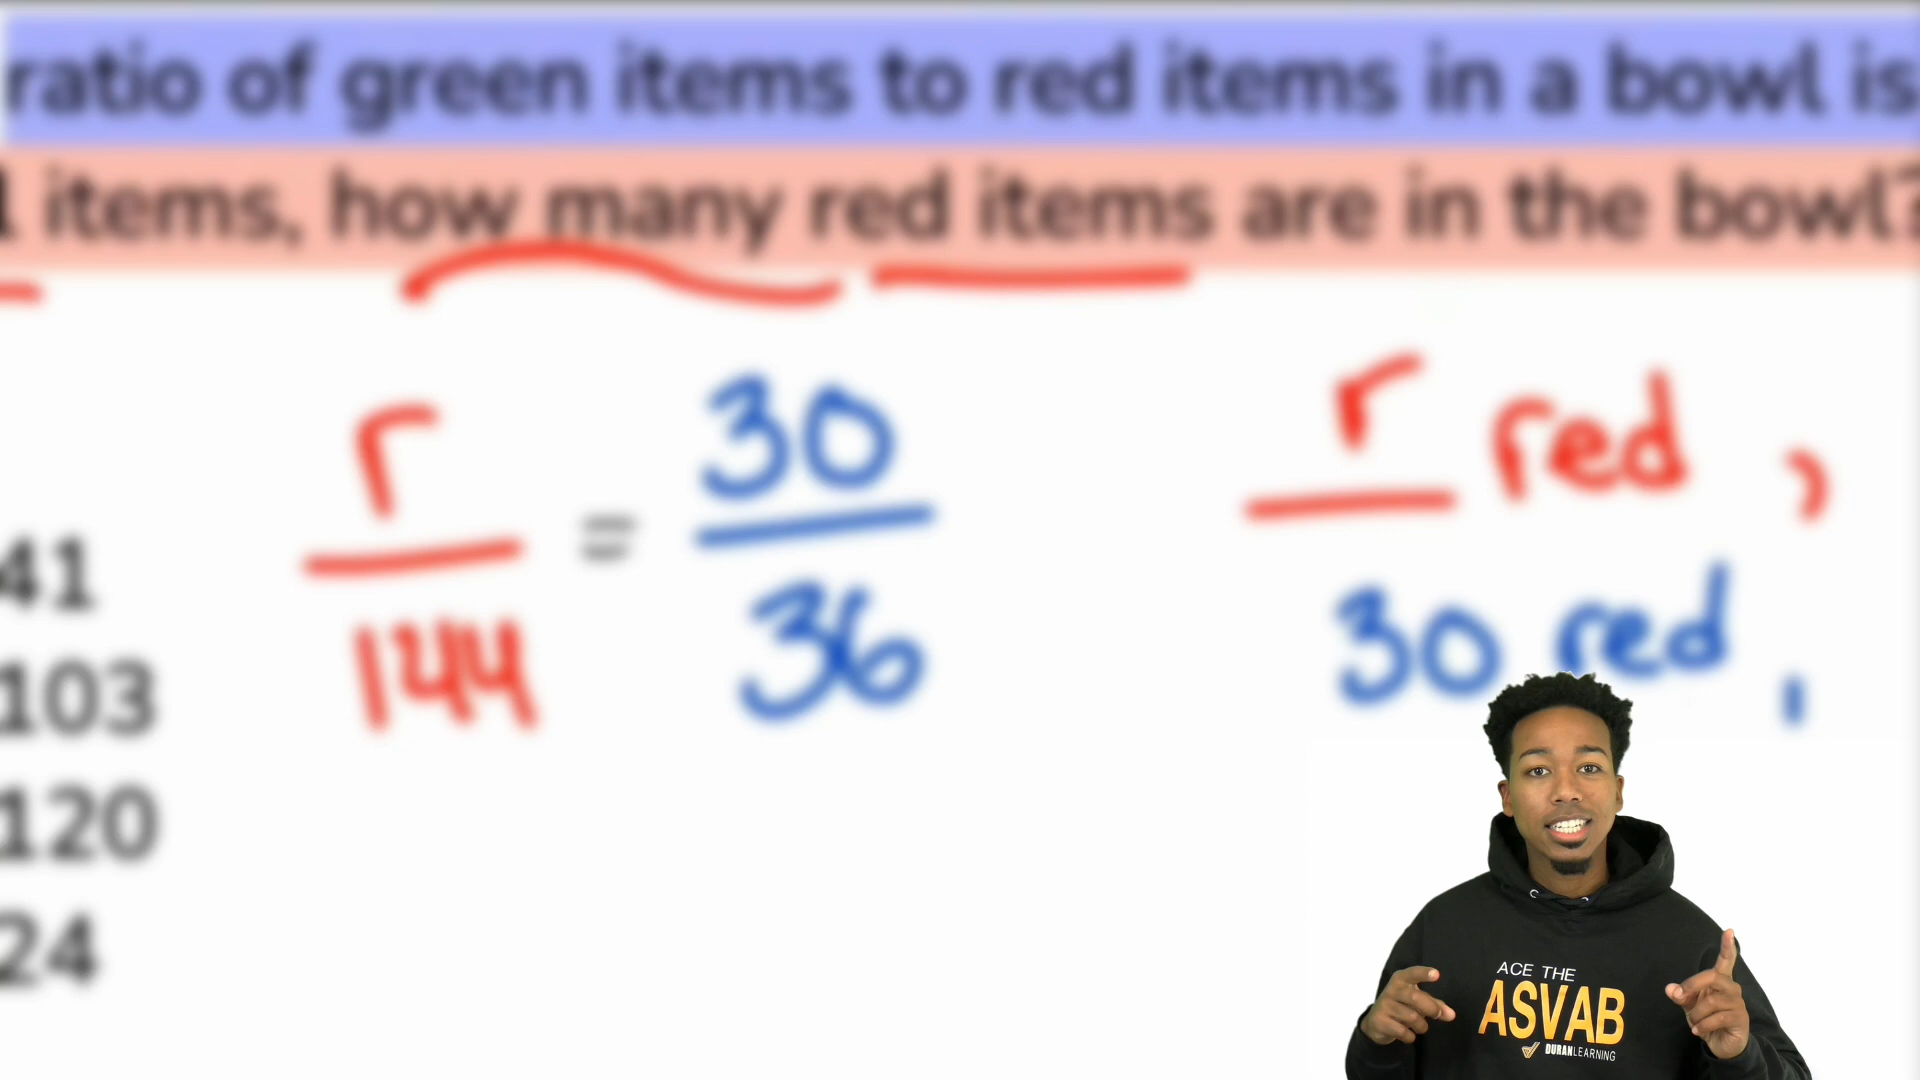 ratio of green items to red items in a bowl is
items, how many red items are in the bowl?
r
144
=
30
36
r red,
30 red,
41
103
120
24
ACE THE
ASVAB
DURANLEARNING